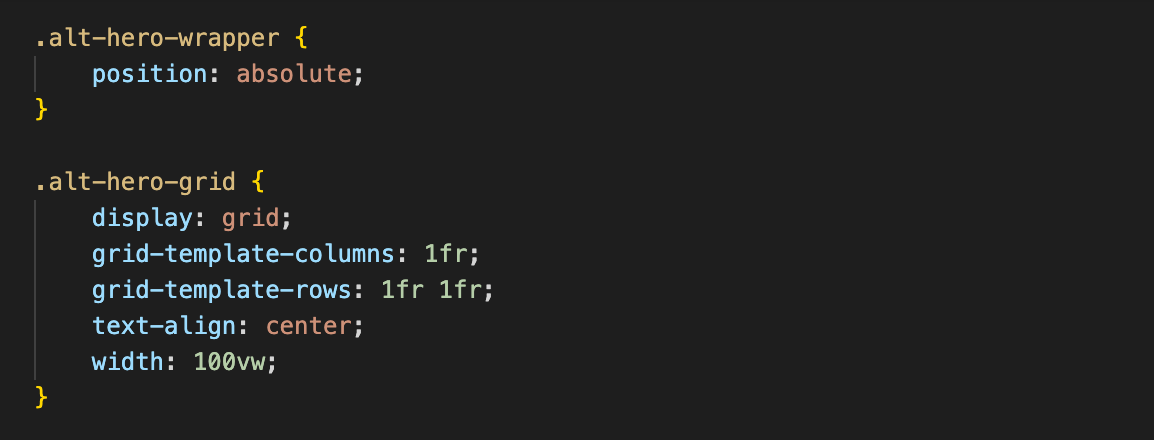 .alt-hero-wrapper {
    position: absolute;
}

.alt-hero-grid {
    display: grid;
    grid-template-columns: 1fr;
    grid-template-rows: 1fr 1fr;
    text-align: center;
    width: 100vw;
}